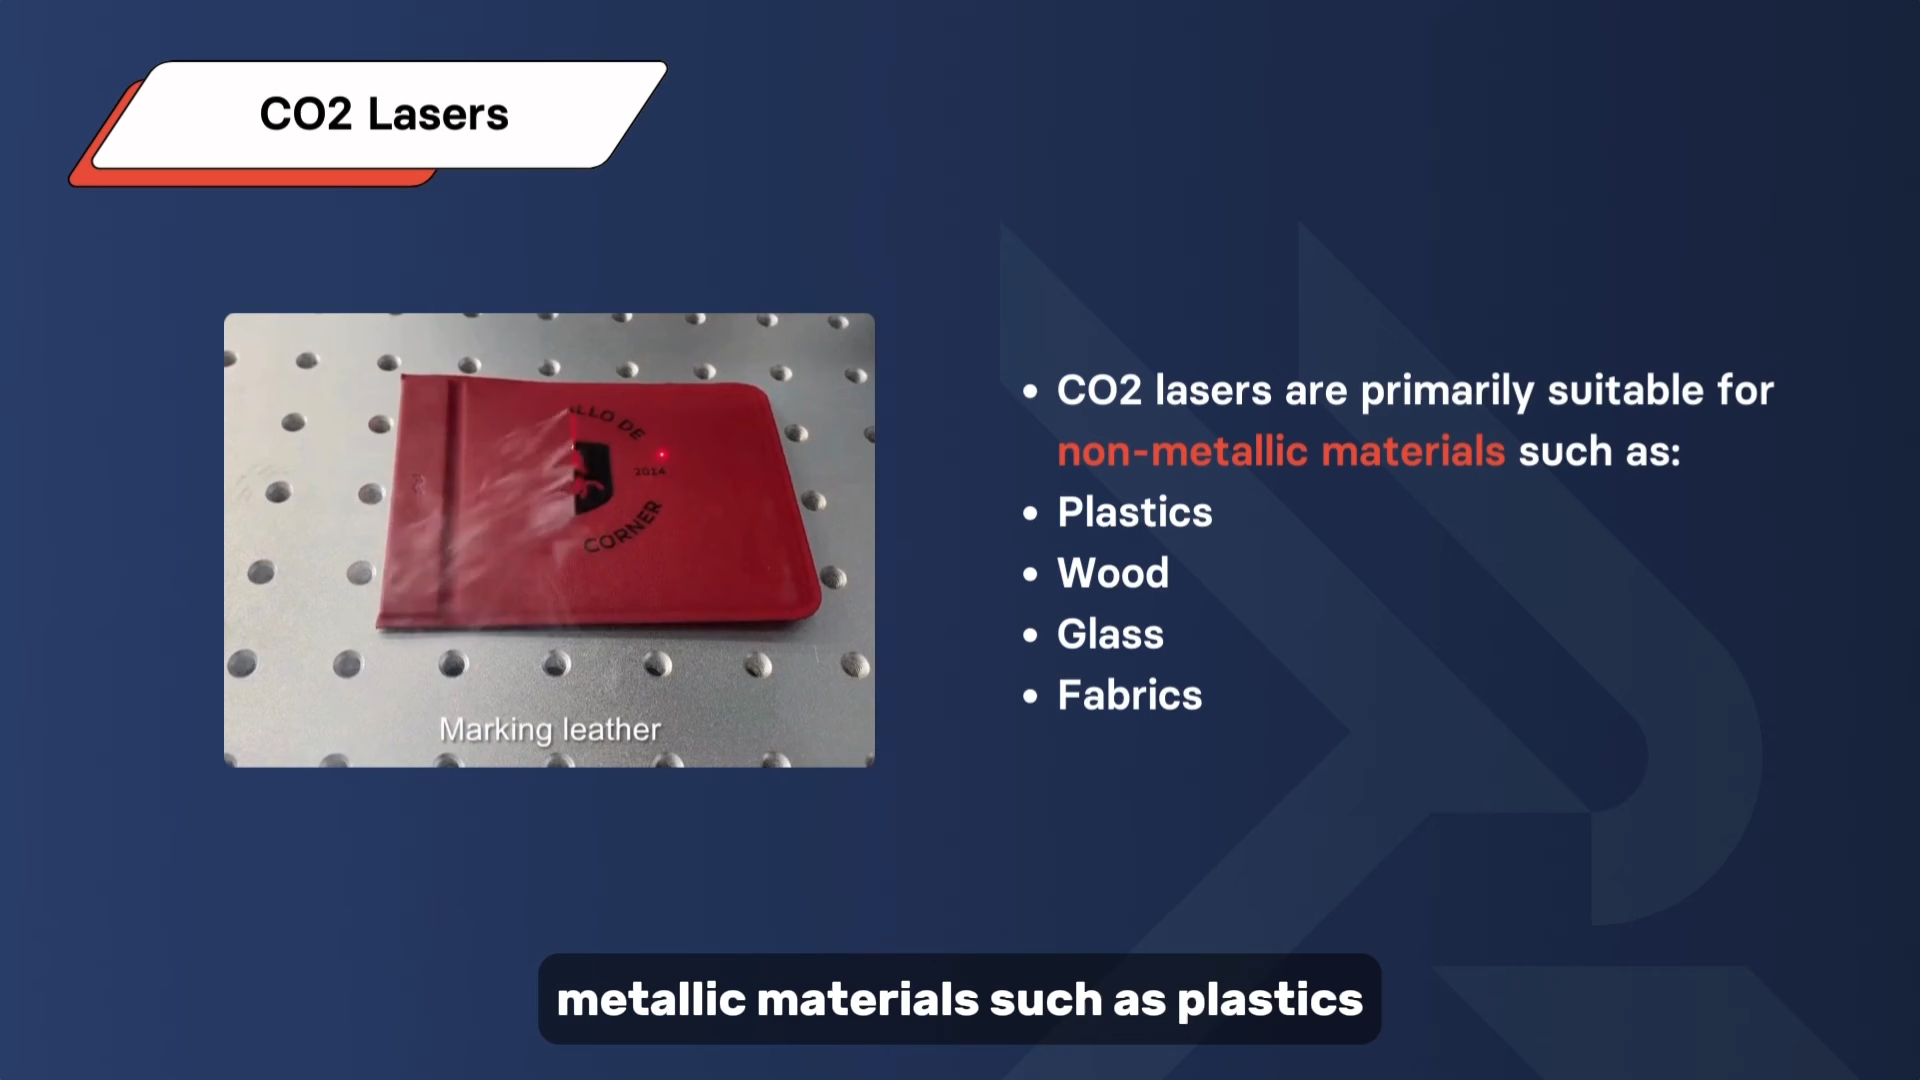 CO2 Lasers
LLO DE
2014
CORNER
Marking leather
• CO2 lasers are primarily suitable for
non-metallic materials such as:
• Plastics
• Wood
• Glass
• Fabrics
metallic materials such as plastics